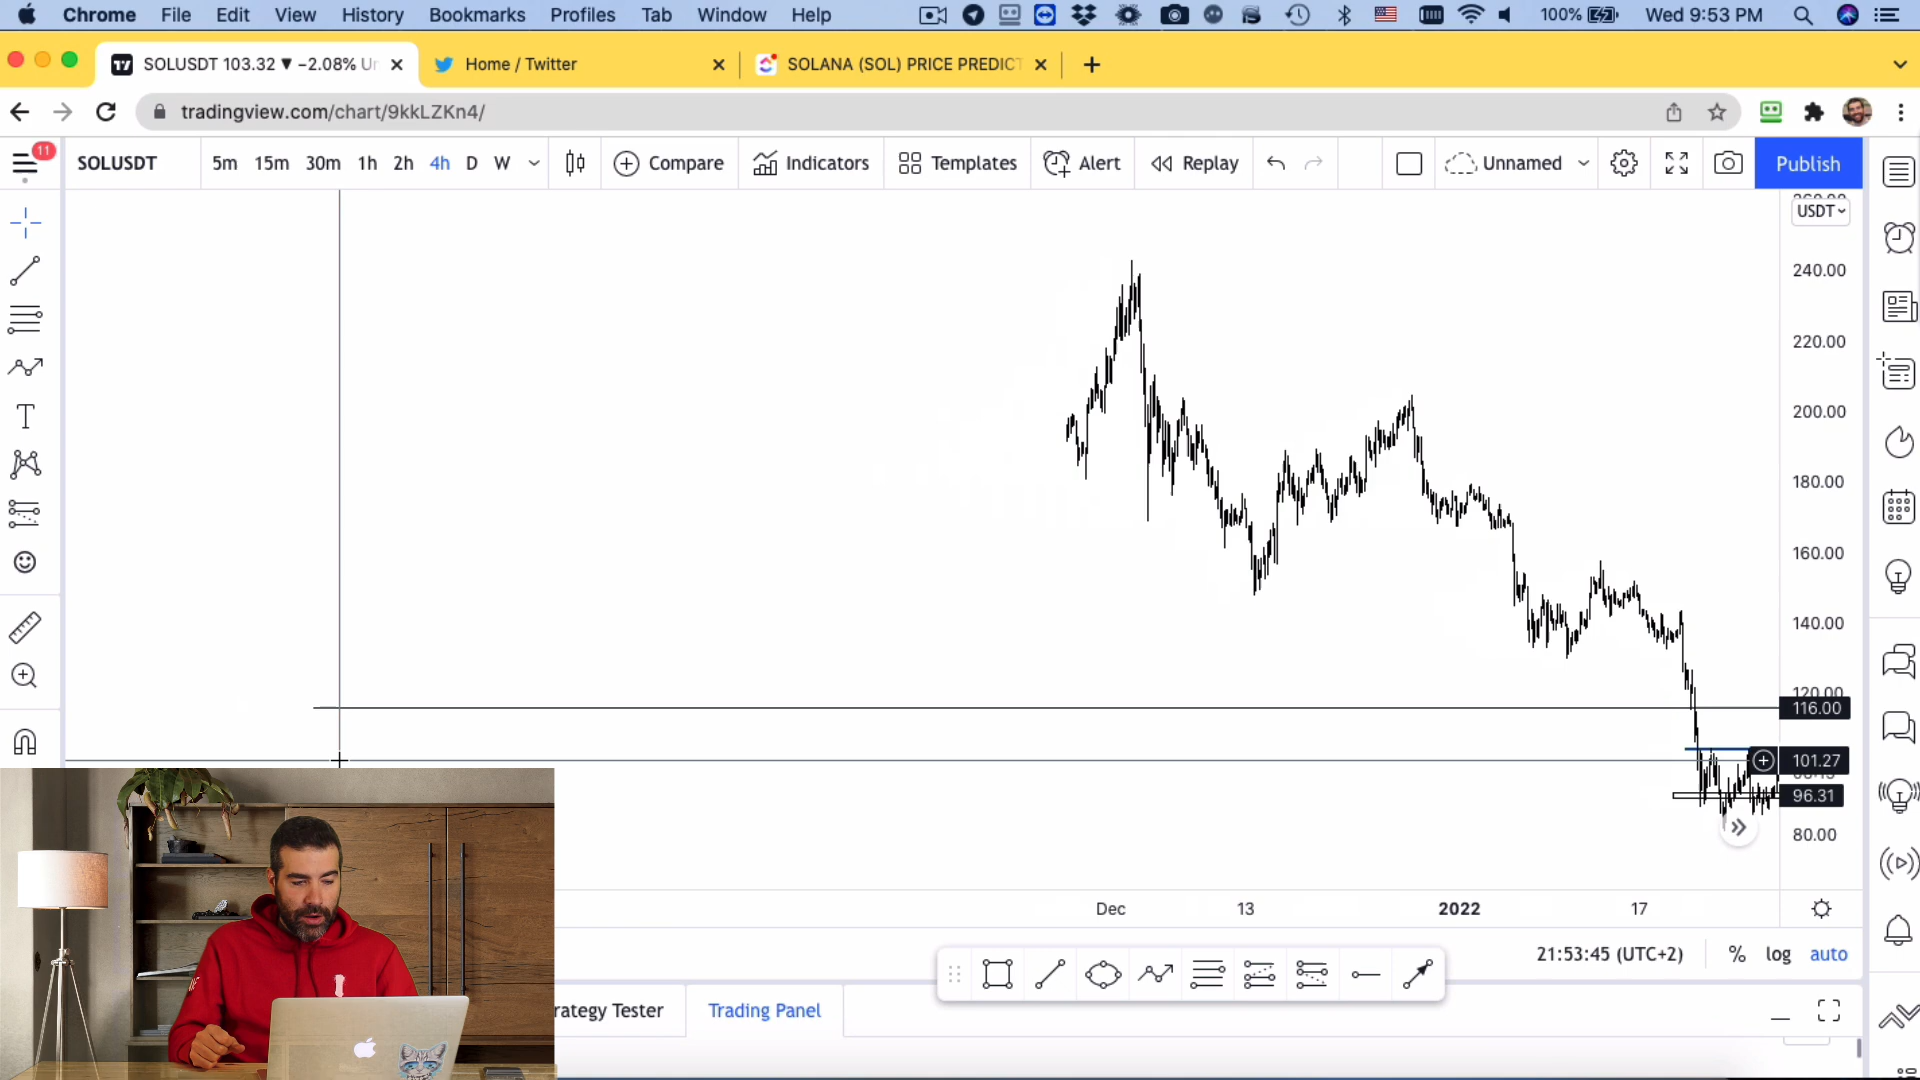 Chrome File Edit View History Bookmarks Profiles Tab Window Help 100% Wed 9:53 PM
SOLUSDT 103.32 ▼ −2.08% Ur
Home / Twitter
SOLANA (SOL) PRICE PREDICT
tradingview.com/chart/9kkLZKn4/
11
SOLUSDT 5m 15m 30m 1h 2h 4h D W Compare Indicators Templates Alert Replay Unnamed Publish
USDT
240.00
220.00
200.00
180.00
160.00
140.00
120.00
116.00
101.27
96.31
80.00
Dec 13 2022 17
21:53:45 (UTC+2) % log auto
rategy Tester Trading Panel